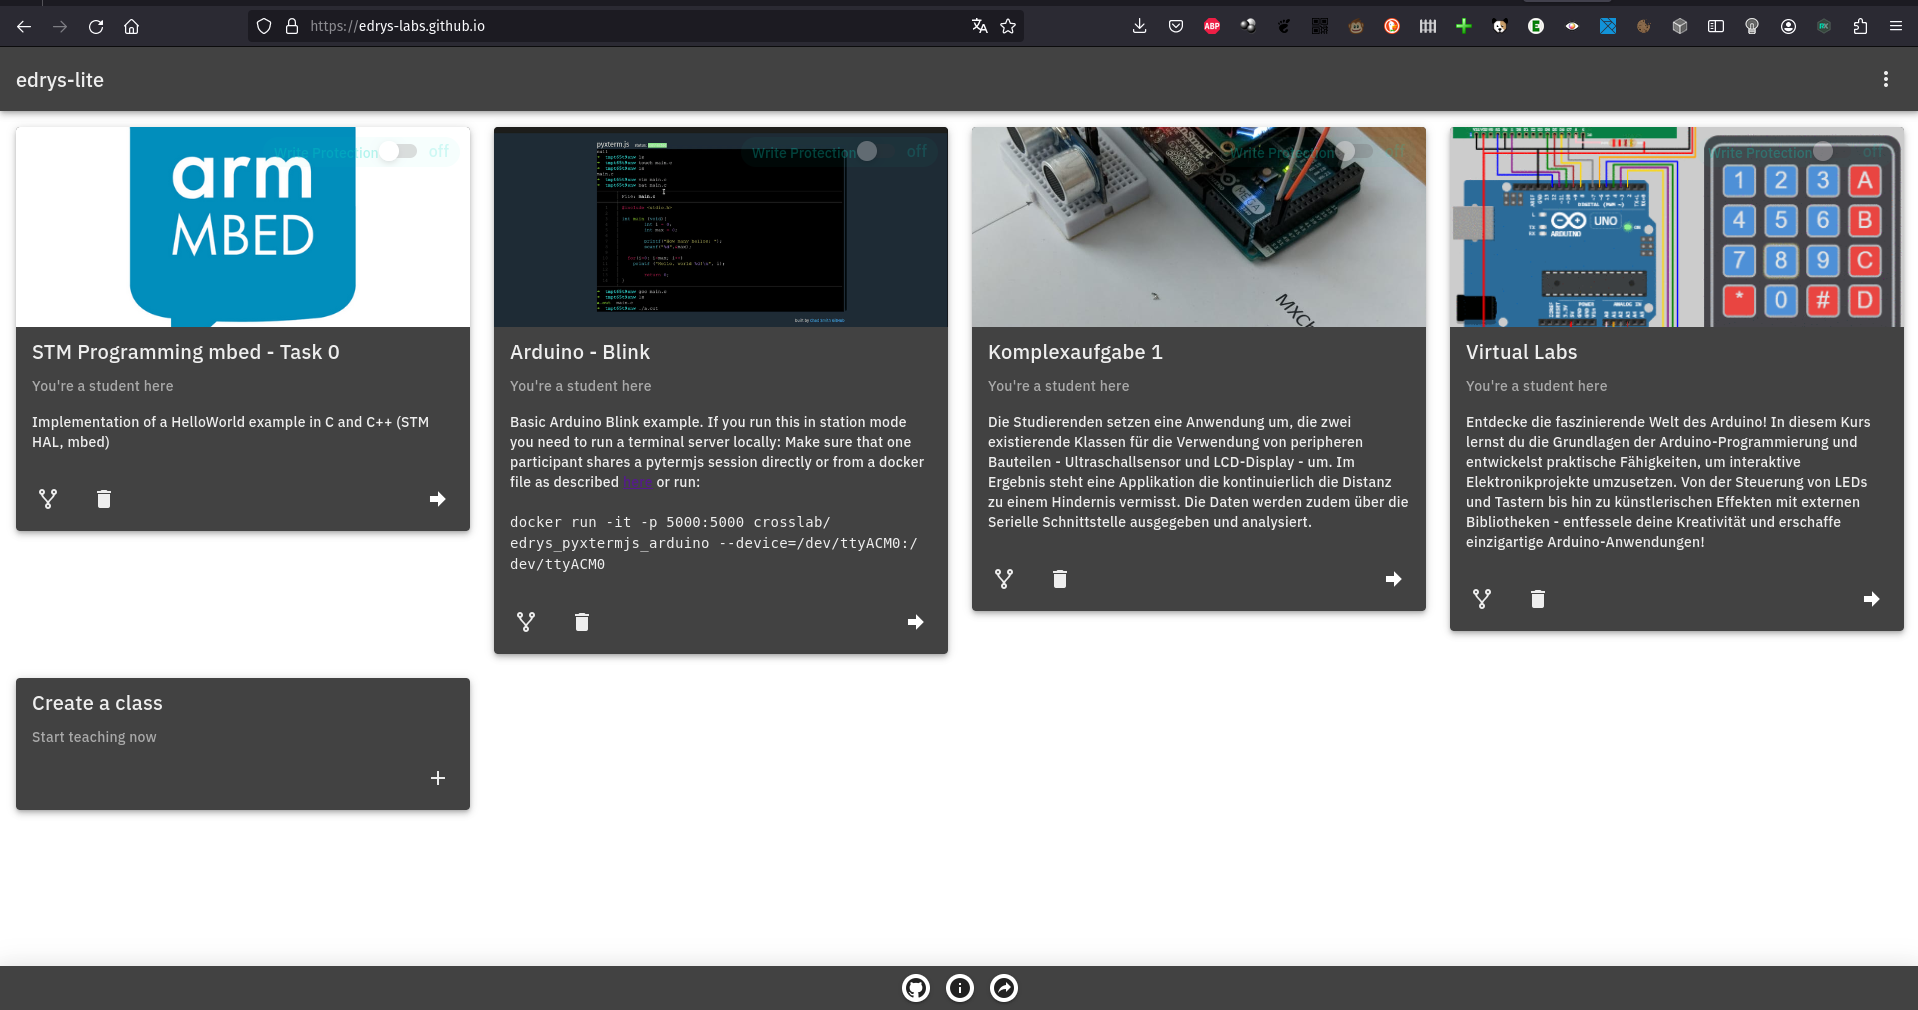 https://edrys-labs.github.io
ABP
edrys-lite
arm
MBED
Write Protection off
pyxterm.js
Write Protection off
Write Protection off
MEGA
MXCh
Write Protection off
UNO
ARDUINO
DIGITAL (PWM ~)
POWER
ANALOG IN
1 2 3 A
4 5 6 B
7 8 9 C
* 0 # D
STM Programming mbed - Task 0
You're a student here
Implementation of a HelloWorld example in C and C++ (STM
HAL, mbed)
Arduino - Blink
You're a student here
Basic Arduino Blink example. If you run this in station mode
you need to run a terminal server locally: Make sure that one
participant shares a pytermjs session directly or from a docker
file as described here or run:
docker run -it -p 5000:5000 crosslab/
edrys_pyxtermjs_arduino --device=/dev/ttyACM0:/
dev/ttyACM0
Komplexaufgabe 1
You're a student here
Die Studierenden setzen eine Anwendung um, die zwei
existierende Klassen für die Verwendung von peripheren
Bauteilen - Ultraschallsensor und LCD-Display - um. Im
Ergebnis steht eine Applikation die kontinuierlich die Distanz
zu einem Hindernis vermisst. Die Daten werden zudem über die
Serielle Schnittstelle ausgegeben und analysiert.
Virtual Labs
You're a student here
Entdecke die faszinierende Welt des Arduino! In diesem Kurs
lernst du die Grundlagen der Arduino-Programmierung und
entwickelst praktische Fähigkeiten, um interaktive
Elektronikprojekte umzusetzen. Von der Steuerung von LEDs
und Tastern bis hin zu künstlerischen Effekten mit externen
Bibliotheken - entfessele deine Kreativität und erschaffe
einzigartige Arduino-Anwendungen!
Create a class
Start teaching now